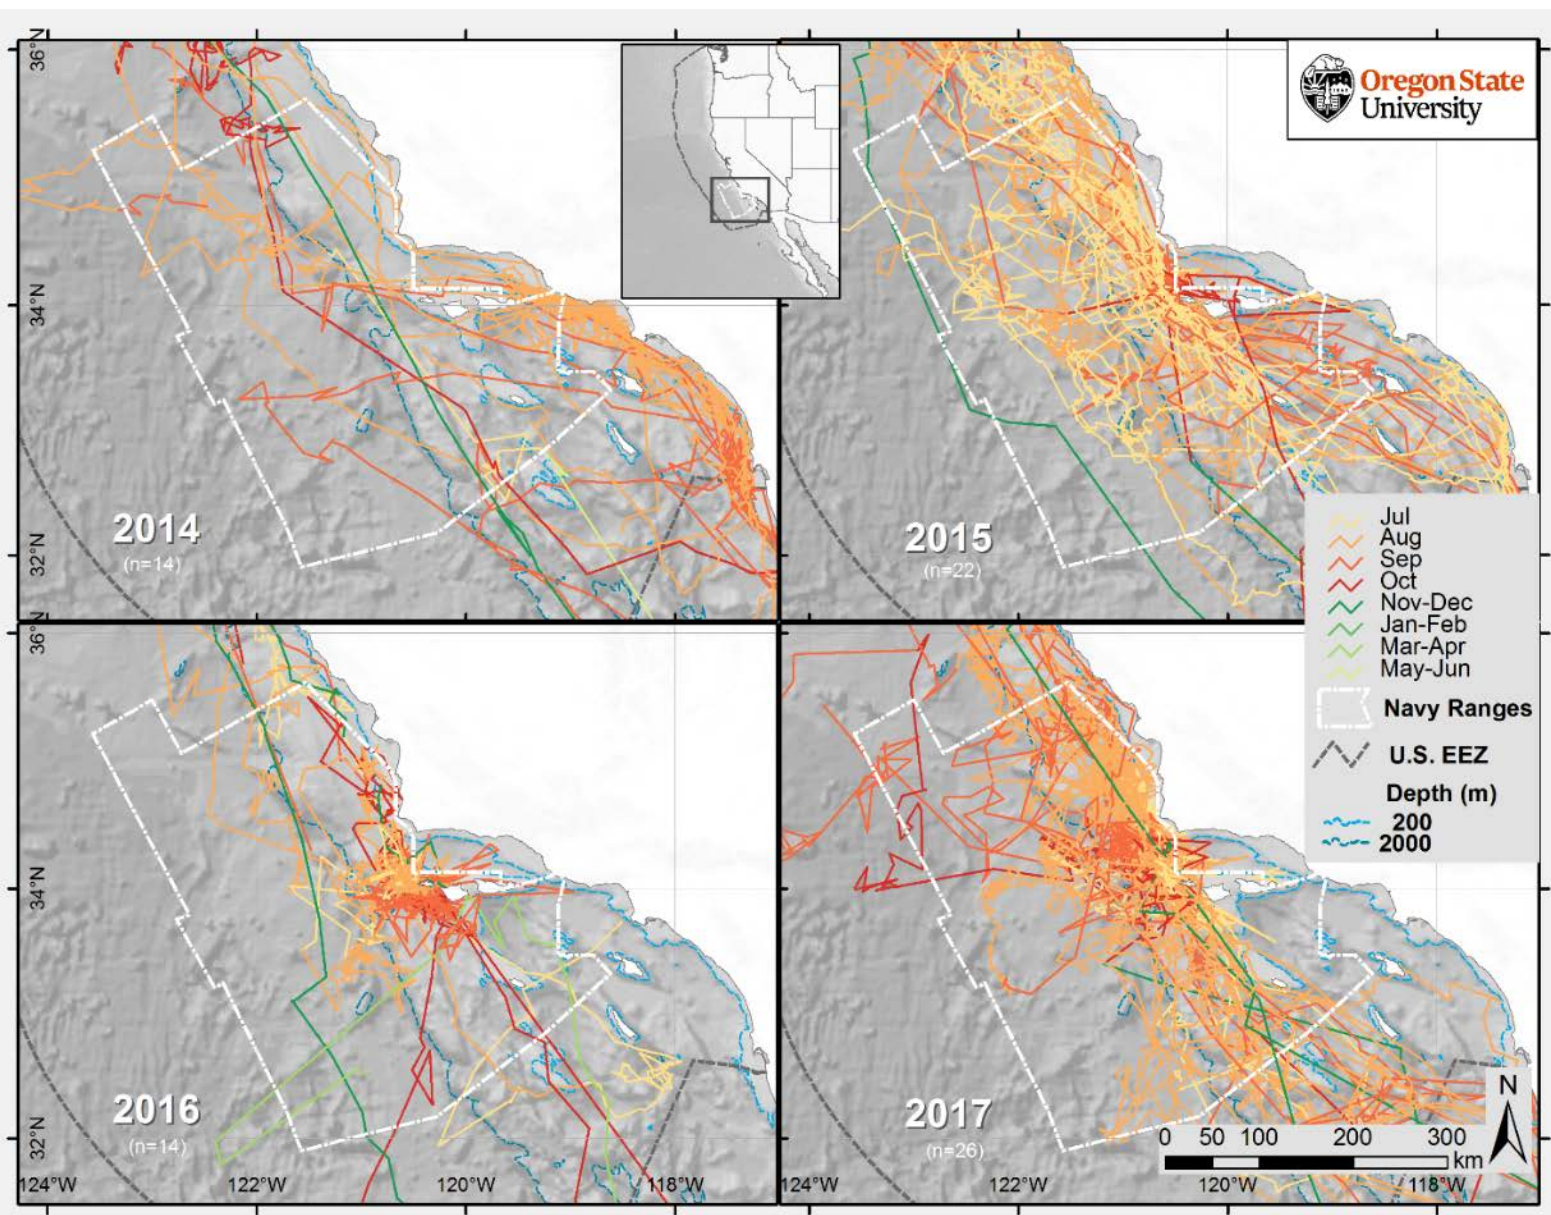 Oregon State
University
36°N
34°N
32°N
2014
(n=14)
2015
(n=22)
Jul
Aug
Sep
Oct
Nov-Dec
Jan-Feb
Mar-Apr
May-Jun
Navy Ranges
U.S. EEZ
Depth (m)
200
2000
36°N
34°N
32°N
2016
(n=14)
2017
(n=26)
N
0 50 100 200 300
km
124°W 122°W 120°W 118°W 124°W 122°W 120°W 118°W